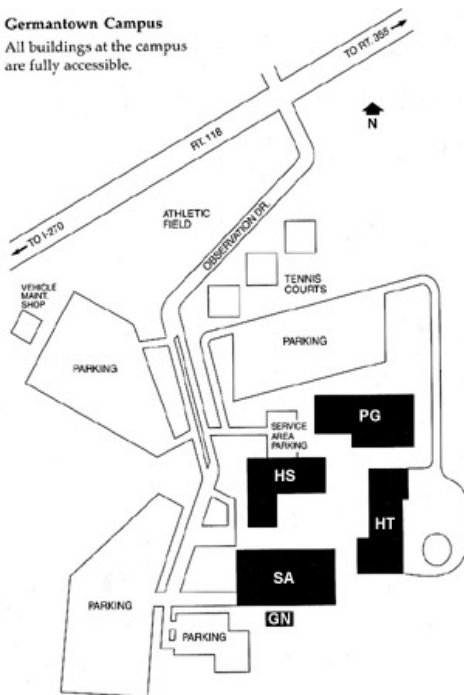 Germantown Campus
All buildings at the campus
are fully accessible.
TO RT. 355
N
RT. 118
ATHLETIC
FIELD
OBSERVATION DR.
TO I-270
VEHICLE
MAINT.
SHOP
TENNIS
COURTS
PARKING
PARKING
PG
SERVICE
AREA
PARKING
HS
HT
SA
PARKING
GN
PARKING